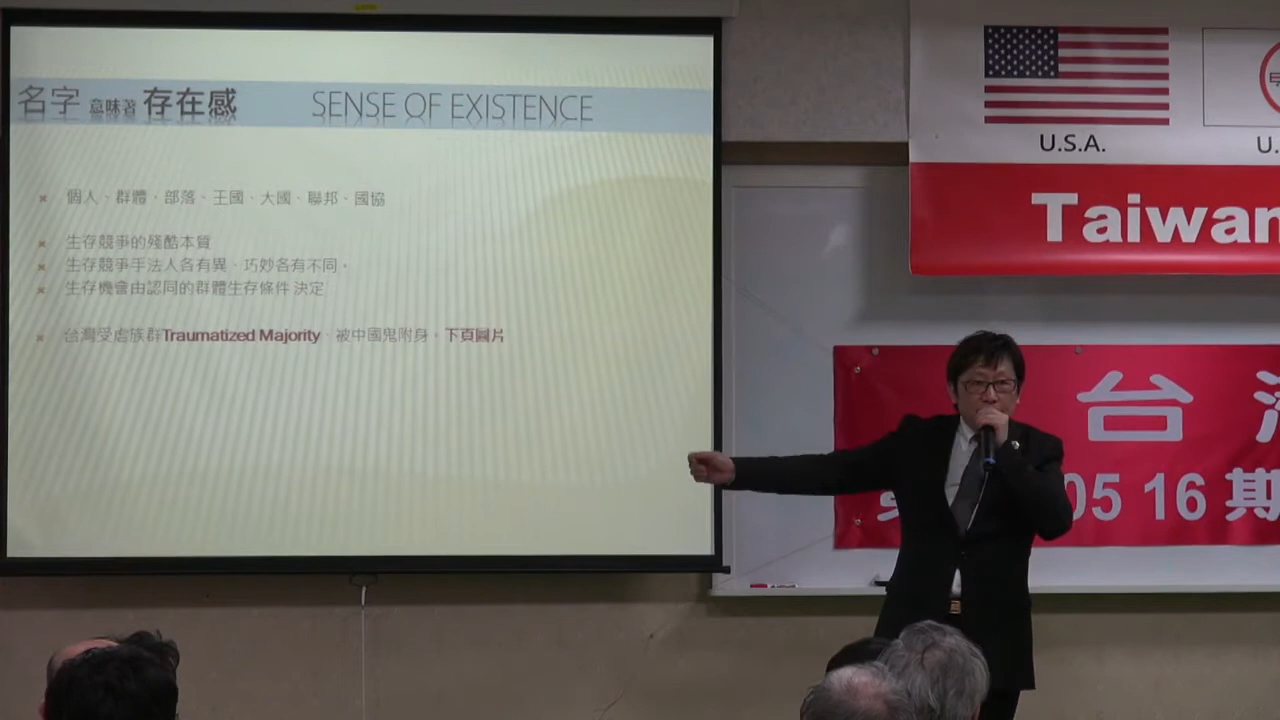 名字 意味著 存在感 SENSE OF EXISTENCE
個人、群體、部落、王國、大國、聯邦、國協
生存競爭的殘酷本質
生存競爭手法人各有異、巧妙各有不同。
生存機會由認同的群體生存條件 決定
台灣受虐族群Traumatized Majority、被中國鬼附身。下頁圖片
U.S.A.
U.
Taiwan
台
05 16 期